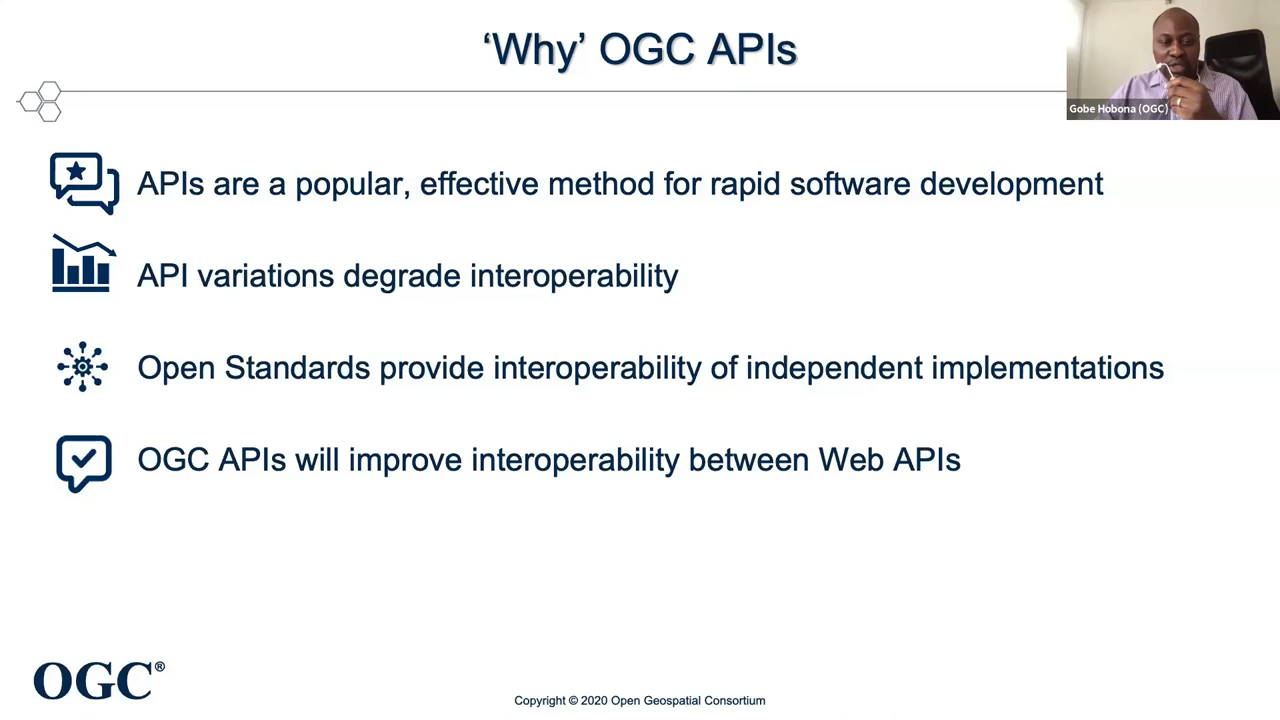 ‘Why’ OGC APIs
Gobe Hobona (OGC)
APIs are a popular, effective method for rapid software development
API variations degrade interoperability
Open Standards provide interoperability of independent implementations
OGC APIs will improve interoperability between Web APIs
OGC®
Copyright © 2020 Open Geospatial Consortium